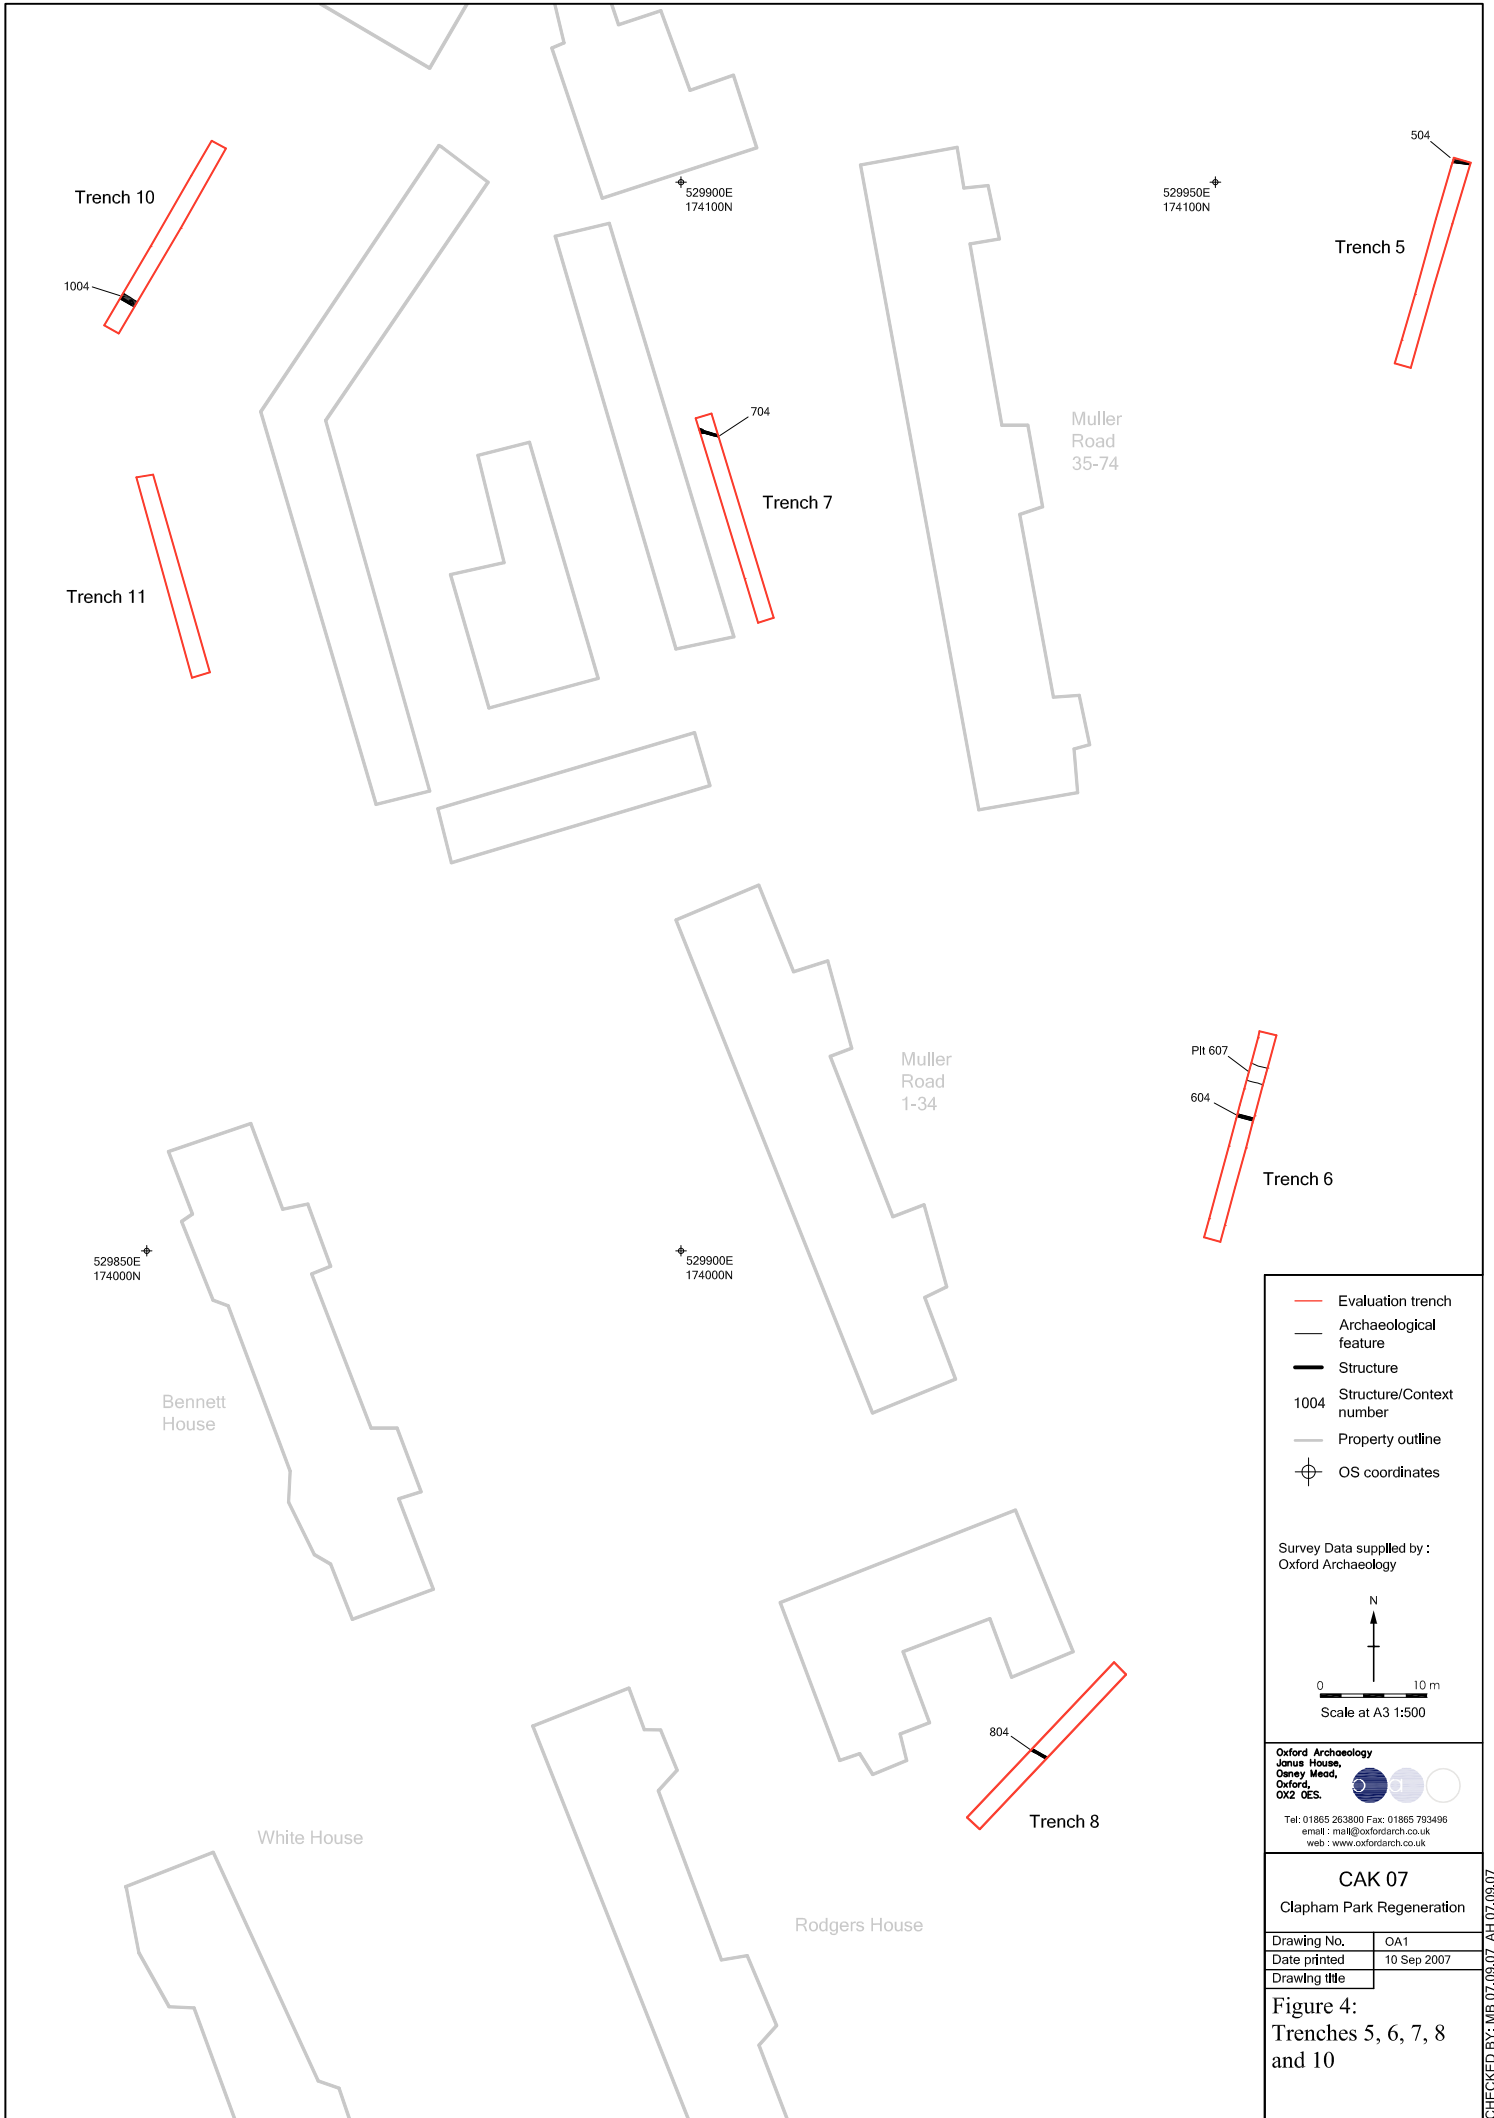 504
Trench 10
529900E
174100N
529950E
174100N
Trench 5
1004
704
Muller
Road
35-74
Trench 7
Trench 11
Muller
Road
1-34
Pit 607
604
Trench 6
529850E
174000N
529900E
174000N
Bennett
House
804
Trench 8
White House
Rodgers House
Evaluation trench
Archaeological
feature
Structure
1004 Structure/Context
number
Property outline
OS coordinates
Survey Data supplied by :
Oxford Archaeology
N
0 10 m
Scale at A3 1:500
Oxford Archaeology
Janus House,
Osney Mead,
Oxford,
OX2 0ES.
oa
Tel: 01865 263800 Fax: 01865 793496
email : mail@oxfordarch.co.uk
web : www.oxfordarch.co.uk
CAK 07
Clapham Park Regeneration
Drawing No. OA1
Date printed 10 Sep 2007
Drawing title
Figure 4:
Trenches 5, 6, 7, 8
and 10
CHECKED BY: MB 07.09.07 AH 07.09.07